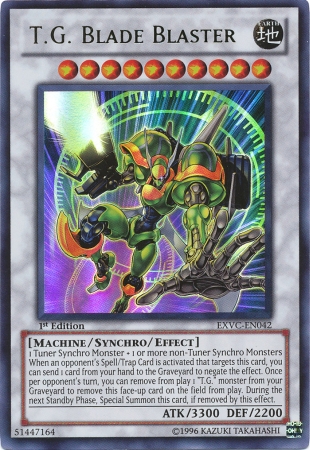 T.G. Blade Blaster
EARTH
地
1st Edition
EXVC-EN042
[Machine/Synchro/Effect]
1 Tuner Synchro Monster + 1 or more non-Tuner Synchro Monsters
When an opponent's Spell/Trap Card is activated that targets this card, you
can send 1 card from your hand to the Graveyard to negate the effect. Once
per opponent's turn, you can remove from play 1 "T.G." monster from your
Graveyard to remove this face-up card on the field from play. During the
next Standby Phase, Special Summon this card, if removed by this effect.
ATK/3300 DEF/2200
51447164
©1996 KAZUKI TAKAHASHI